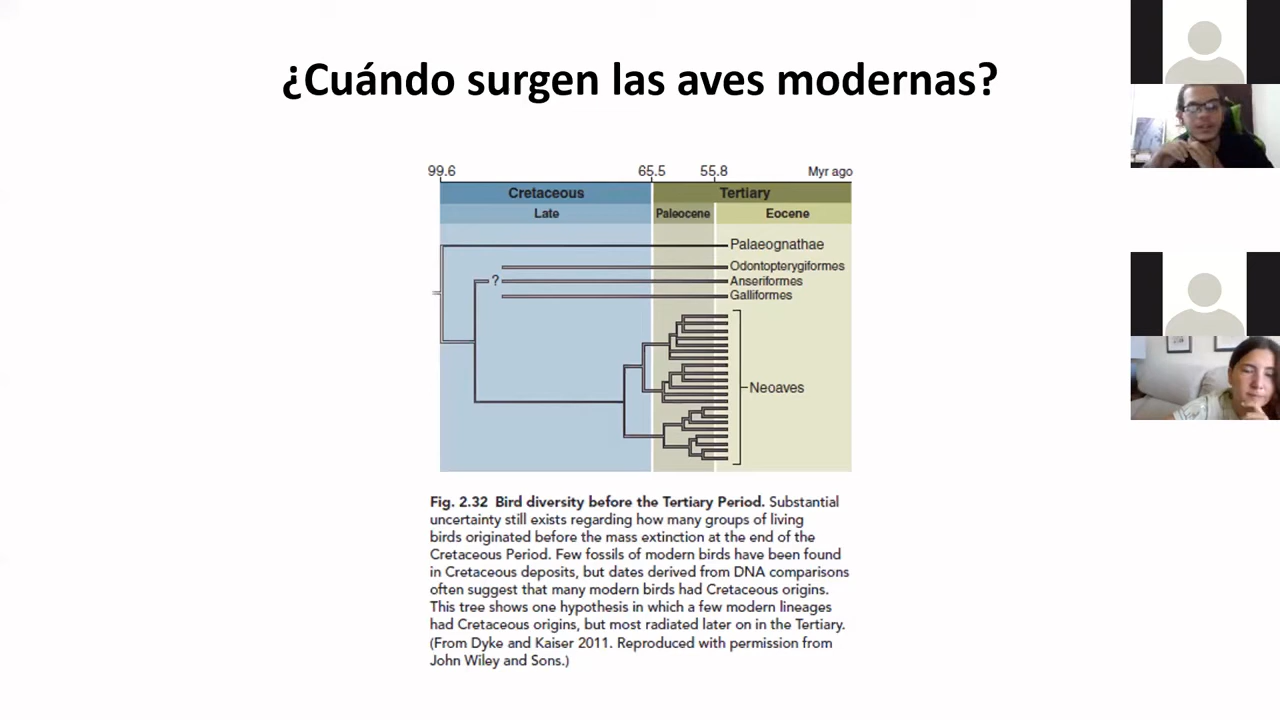 ¿Cuándo surgen las aves modernas?
99.6 65.5 55.8 Myr ago
Cretaceous Tertiary
Late Paleocene Eocene
Palaeognathae
Odontopterygiformes
? Anseriformes
Galliformes
Neoaves
Fig. 2.32 Bird diversity before the Tertiary Period. Substantial
uncertainty still exists regarding how many groups of living
birds originated before the mass extinction at the end of the
Cretaceous Period. Few fossils of modern birds have been found
in Cretaceous deposits, but dates derived from DNA comparisons
often suggest that many modern birds had Cretaceous origins.
This tree shows one hypothesis in which a few modern lineages
had Cretaceous origins, but most radiated later on in the Tertiary.
(From Dyke and Kaiser 2011. Reproduced with permission from
John Wiley and Sons.)